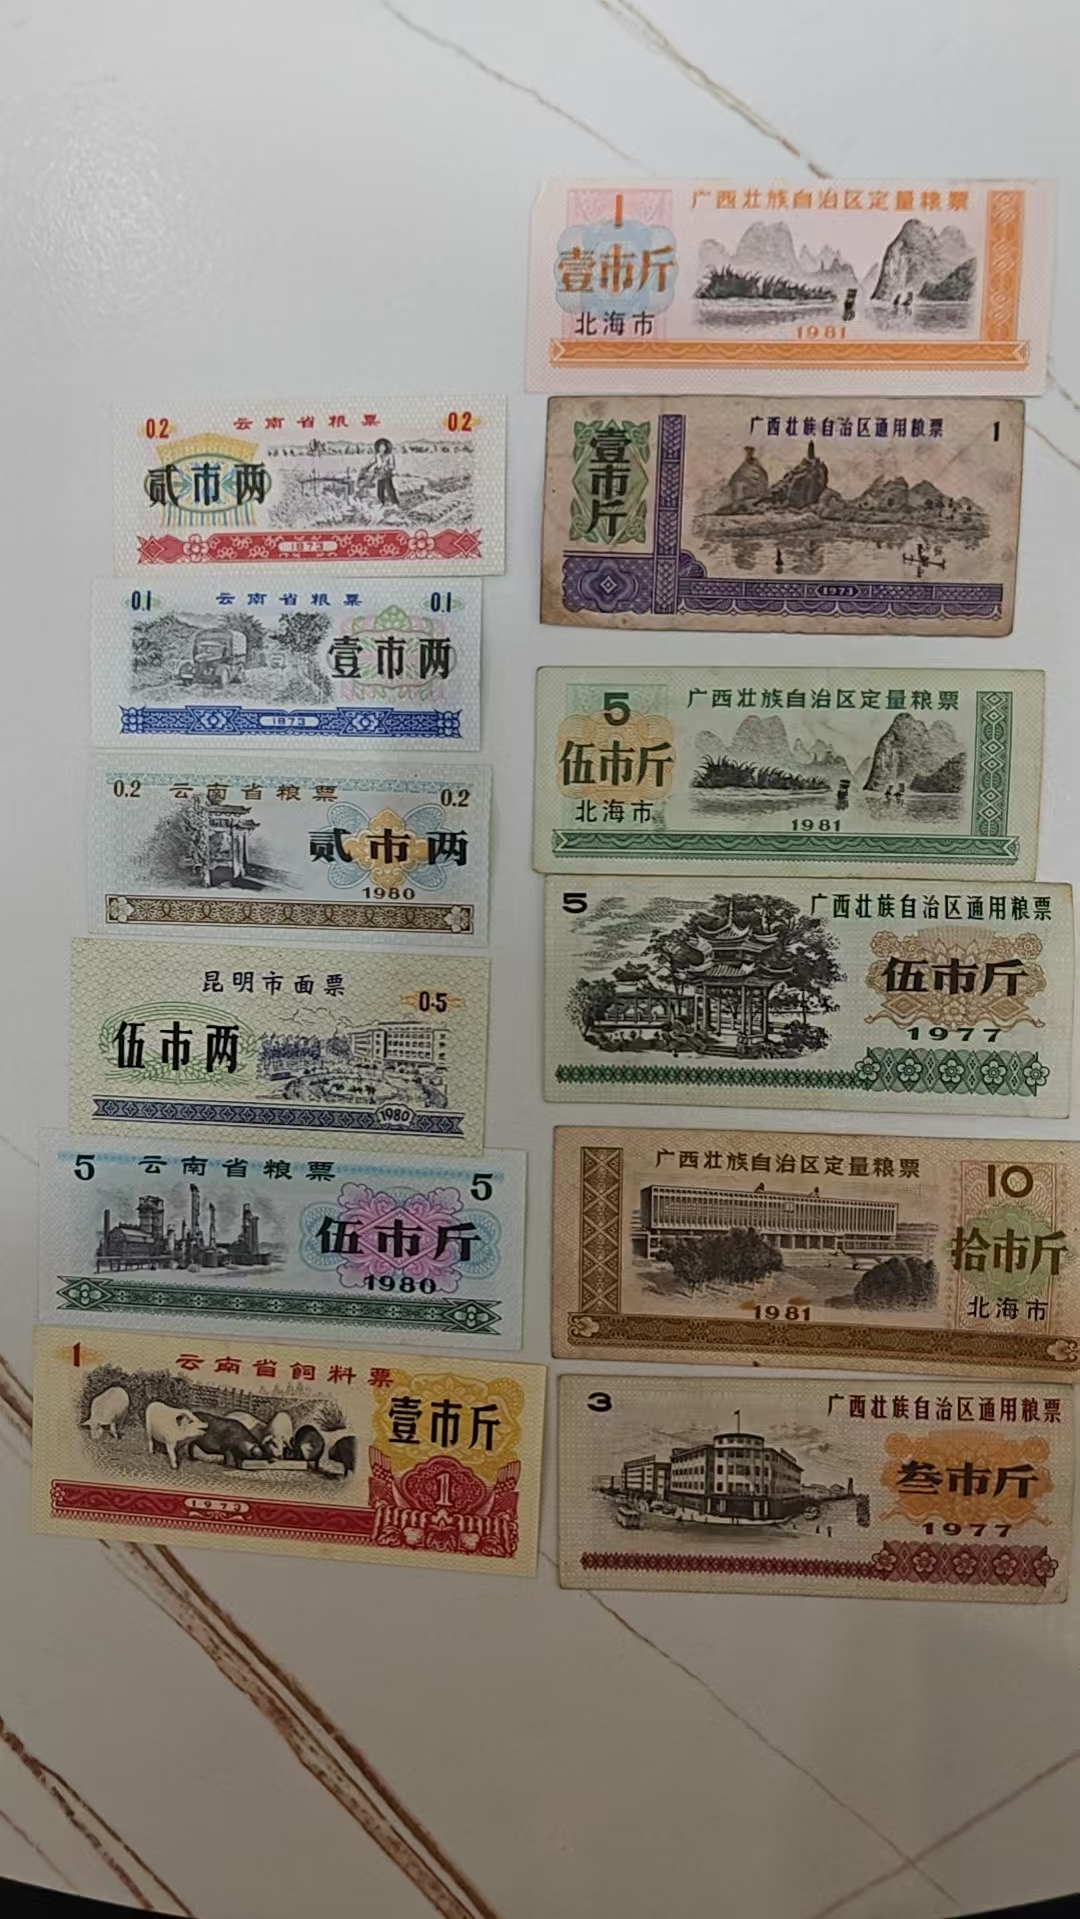 0.2 云南省粮票 0.2
贰市两
1973
0.1 云南省粮票 0.1
壹市两
1973
0.2 云南省粮票 0.2
贰市两
1980
昆明市面票
0.5
伍市两
1980
5 云南省粮票 5
伍市斤
1980
1 云南省饲料票
壹市斤
1
1973
1 广西壮族自治区定量粮票
壹市斤
北海市
1981
广西壮族自治区通用粮票 1
壹市斤
1973
5 广西壮族自治区定量粮票
伍市斤
北海市
1981
5 广西壮族自治区通用粮票
伍市斤
1977
广西壮族自治区定量粮票 10
拾市斤
北海市
1981
3 广西壮族自治区通用粮票
叁市斤
1977